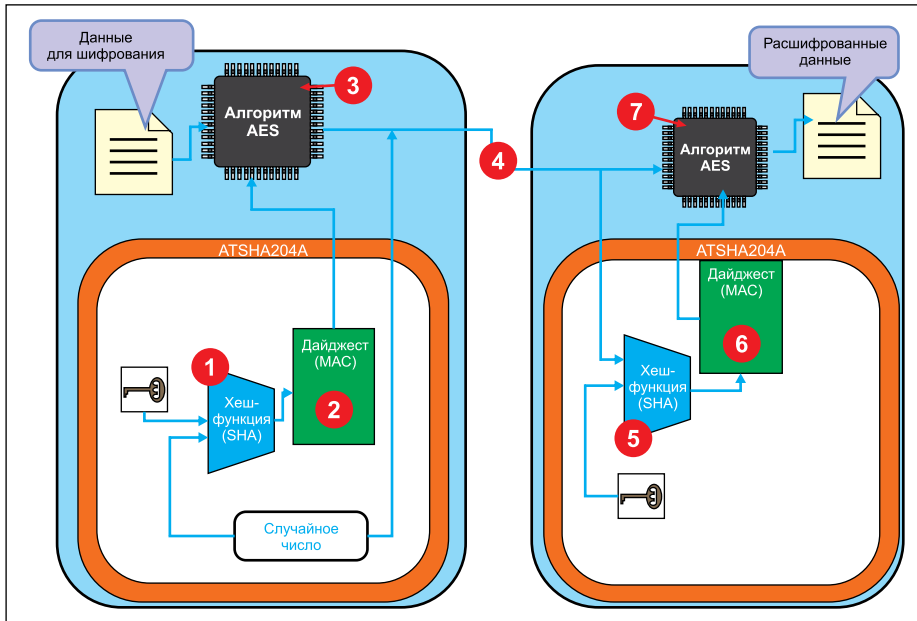 Данные
для шифрования
3
Алгоритм
AES
4
ATSHA204A
Дайджест
(MAC)
1
2
Хеш-
функция
(SHA)
Случайное
число
Расшифрованные
данные
7
Алгоритм
AES
ATSHA204A
Дайджест
(MAC)
6
Хеш-
функция
(SHA)
5